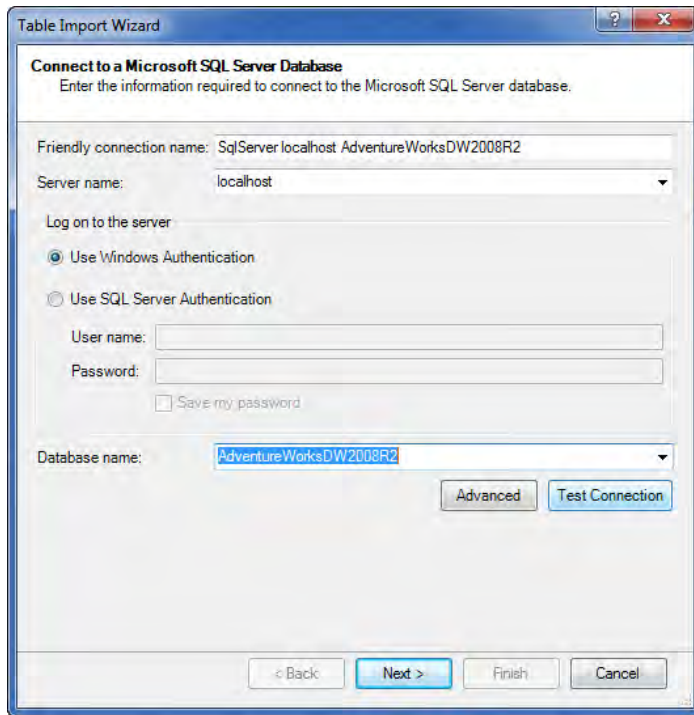 Table Import Wizard
?
X
Connect to a Microsoft SQL Server Database
Enter the information required to connect to the Microsoft SQL Server database.
Friendly connection name: SqlServer localhost AdventureWorksDW2008R2
Server name: localhost
Log on to the server
Use Windows Authentication
Use SQL Server Authentication
User name:
Password:
Save my password
Database name: AdventureWorksDW2008R2
Advanced Test Connection
< Back Next > Finish Cancel